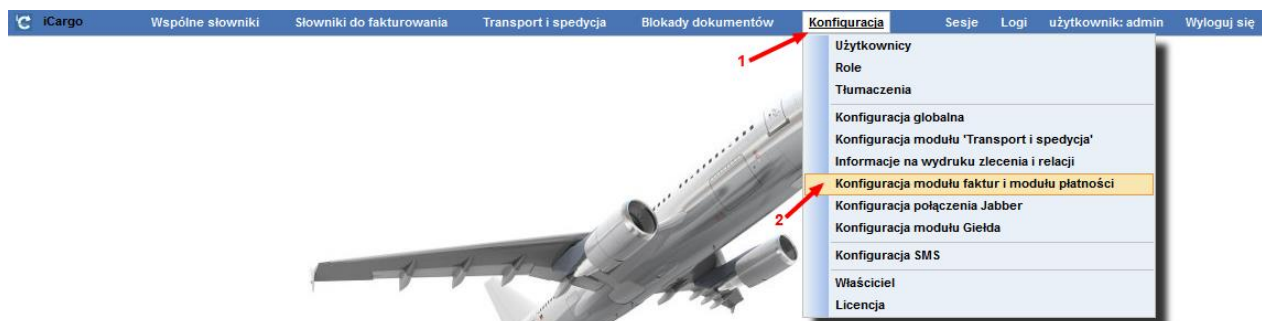 iCargo Wspólne słowniki Słowniki do fakturowania Transport i spedycja Blokady dokumentów Konfiguracja Sesje Logi użytkownik: admin Wyloguj się
1
Użytkownicy
Role
Tłumaczenia
Konfiguracja globalna
Konfiguracja modułu 'Transport i spedycja'
Informacje na wydruku zlecenia i relacji
Konfiguracja modułu faktur i modułu płatności
2
Konfiguracja połączenia Jabber
Konfiguracja modułu Giełda
Konfiguracja SMS
Właściciel
Licencja